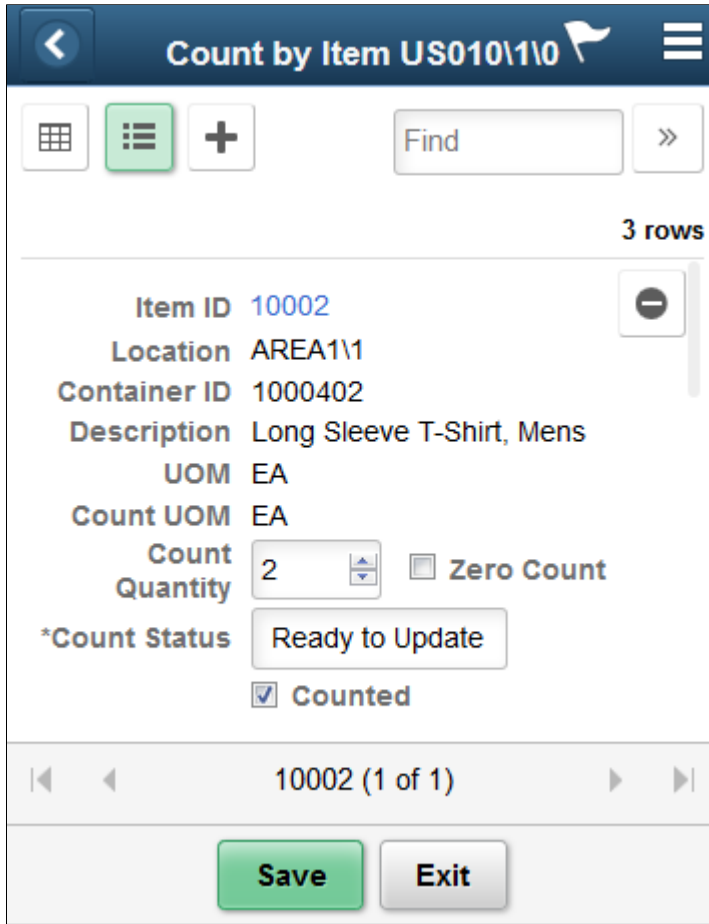 Count by Item US010\1\0
Find
3 rows
Item ID 10002
Location AREA1\1
Container ID 1000402
Description Long Sleeve T-Shirt, Mens
UOM EA
Count UOM EA
Count
Quantity 2 Zero Count
*Count Status Ready to Update
Counted
10002 (1 of 1)
Save Exit